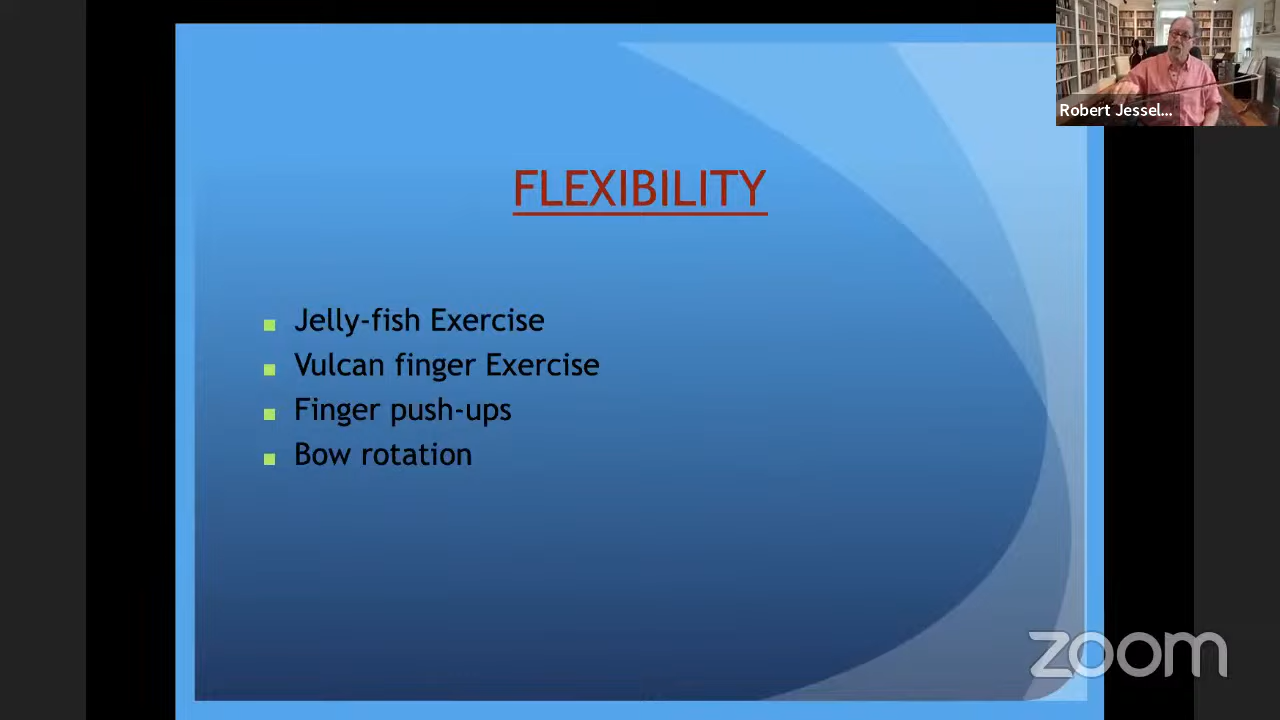 Robert Jessel...
FLEXIBILITY
Jelly-fish Exercise
Vulcan finger Exercise
Finger push-ups
Bow rotation
zoom